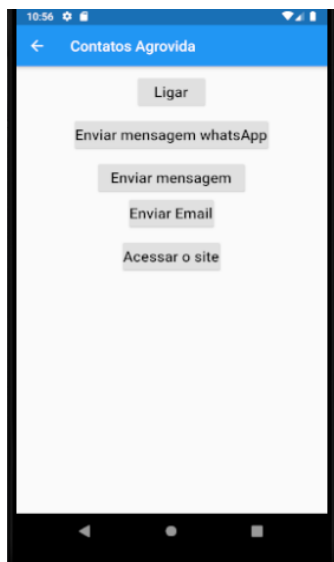 10:56
Contatos Agrovida
Ligar
Enviar mensagem whatsApp
Enviar mensagem
Enviar Email
Acessar o site